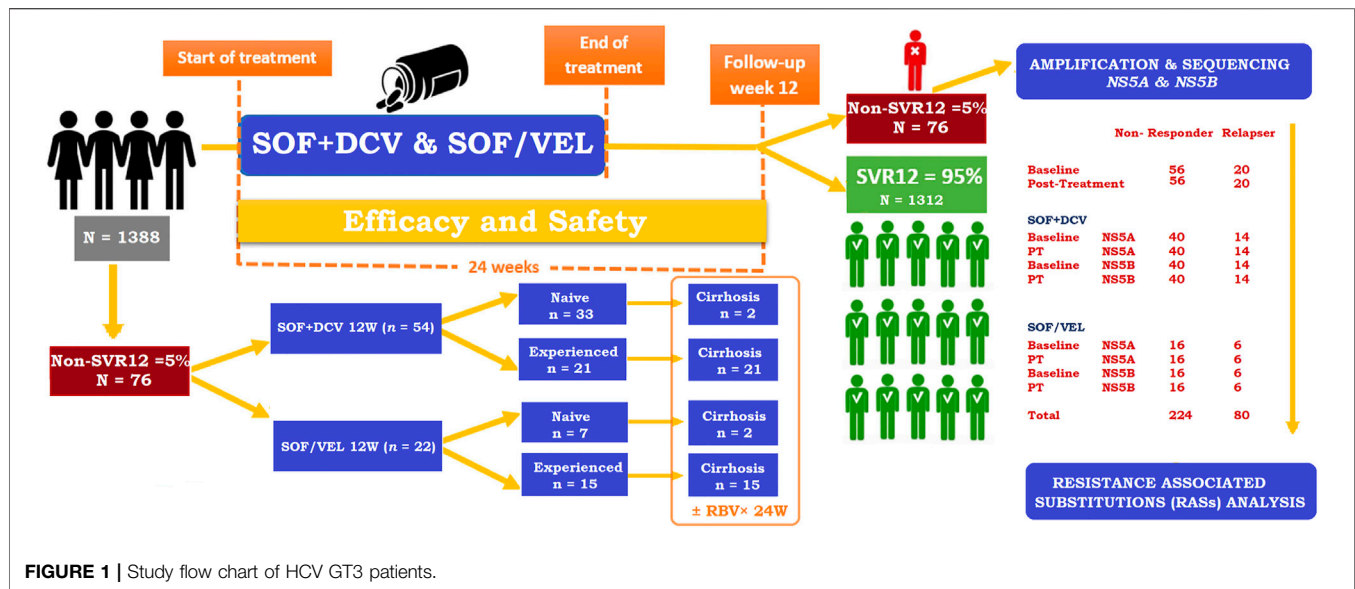 Start of treatment
End of
treatment
Follow-up
week 12
SOF+DCV & SOF/VEL
Efficacy and Safety
24 weeks
N = 1388
Non-SVR12 =5%
N = 76
SOF+DCV 12W (n = 54)
SOF/VEL 12W (n = 22)
Naive
n = 33
Experienced
n = 21
Naive
n = 7
Experienced
n = 15
Cirrhosis
n = 2
Cirrhosis
n = 21
Cirrhosis
n = 2
Cirrhosis
n = 15
± RBV× 24W
Non-SVR12 =5%
N = 76
SVR12 = 95%
N = 1312
AMPLIFICATION & SEQUENCING
NS5A & NS5B
Non- Responder Relapser
Baseline 56 20
Post-Treatment 56 20
SOF+DCV
Baseline NS5A 40 14
PT NS5A 40 14
Baseline NS5B 40 14
PT NS5B 40 14
SOF/VEL
Baseline NS5A 16 6
PT NS5A 16 6
Baseline NS5B 16 6
PT NS5B 16 6
Total 224 80
RESISTANCE ASSOCIATED
SUBSTITUTIONS (RASs) ANALYSIS
FIGURE 1 | Study flow chart of HCV GT3 patients.